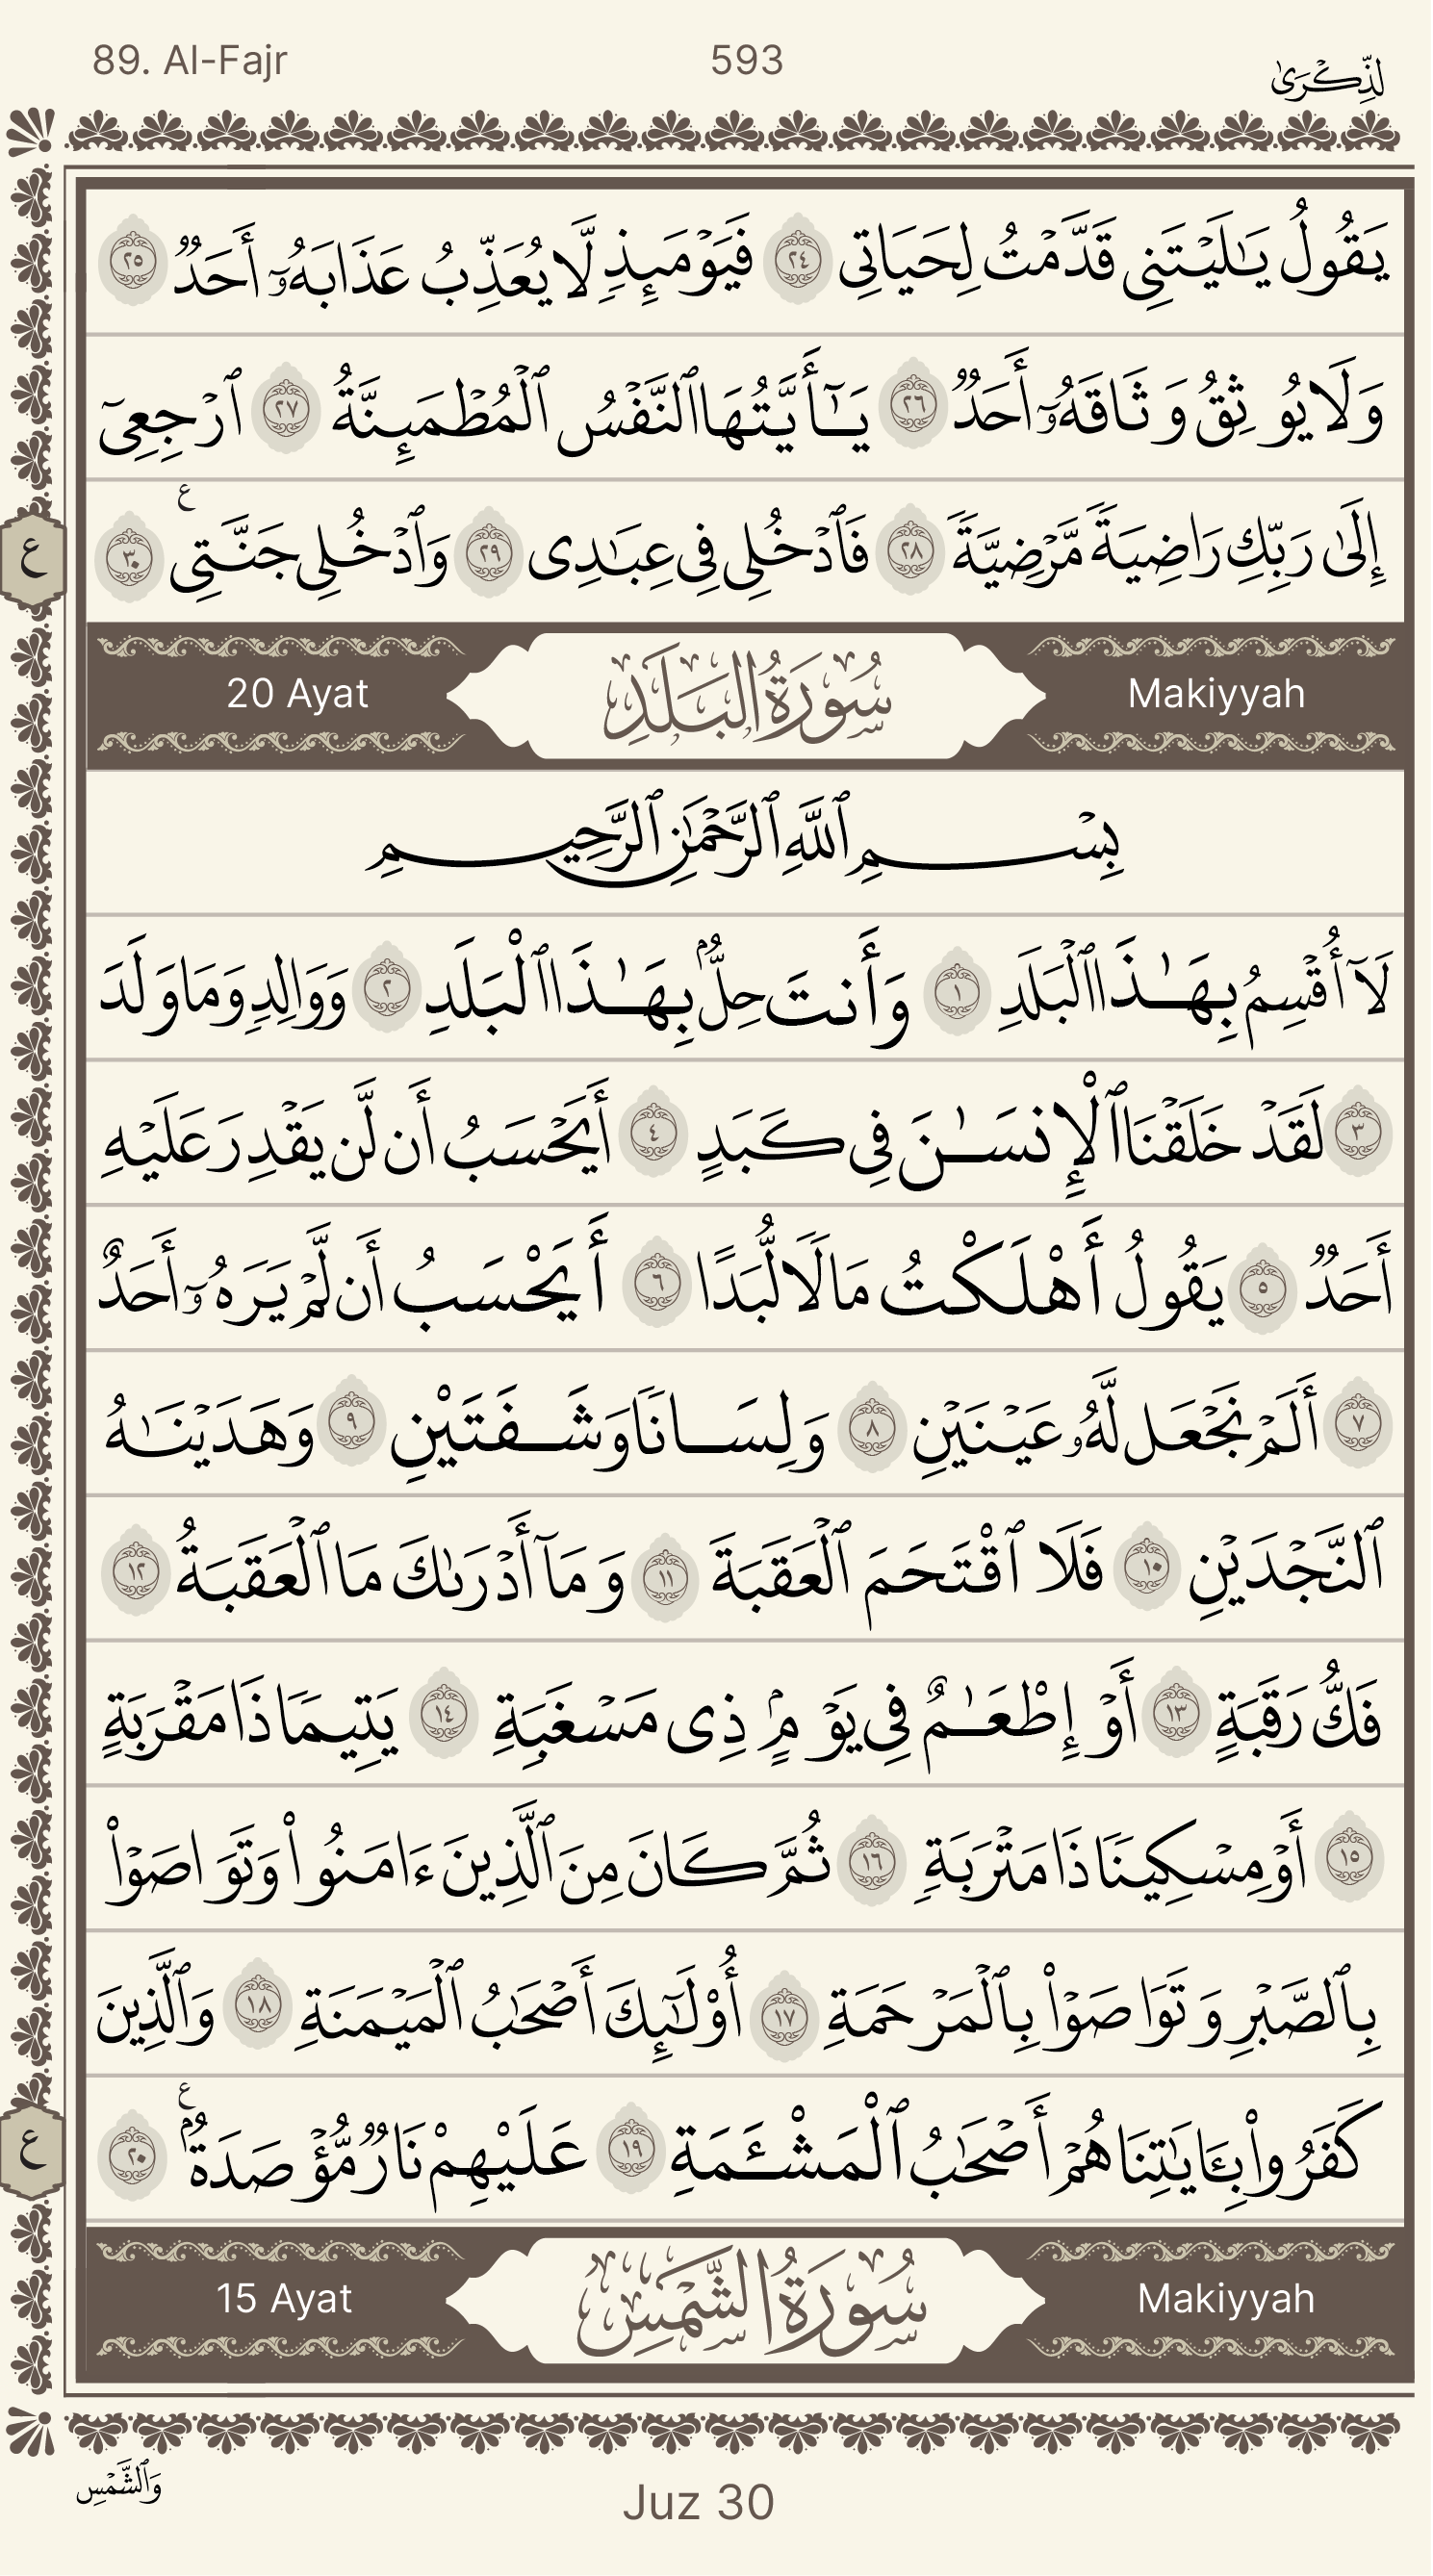 89. Al-Fajr 593 لذِّكۡرَىٰ
يَقُولُ يَـٰلَيۡتَنِى قَدَّمۡتُ لِحَيَاتِى ٢٤ فَيَوۡمَئِذٍ لَّا يُعَذِّبُ عَذَابَهُۥٓ أَحَدٌ ٢٥
وَلَا يُوثِقُ وَثَاقَهُۥٓ أَحَدٌ ٢٦ يَـٰٓأَيَّتُهَا ٱلنَّفۡسُ ٱلۡمُطۡمَئِنَّةُ ٢٧ ٱرۡجِعِىٓ
إِلَىٰ رَبِّكِ رَاضِيَةً مَّرۡضِيَّةً ٢٨ فَٱدۡخُلِى فِى عِبَـٰدِى ٢٩ وَٱدۡخُلِى جَنَّتِى ع ٣٠
ع
20 Ayat سُورَةُ البَلَدِ Makiyyah
بِسۡمِ ٱللَّهِ ٱلرَّحۡمَـٰنِ ٱلرَّحِيمِ
لَآ أُقۡسِمُ بِهَـٰذَا ٱلۡبَلَدِ ١ وَأَنتَ حِلُّۢ بِهَـٰذَا ٱلۡبَلَدِ ٢ وَوَالِدٍ وَمَا وَلَدَ
٣ لَقَدۡ خَلَقۡنَا ٱلۡإِنسَـٰنَ فِى كَبَدٍ ٤ أَيَحۡسَبُ أَن لَّن يَقۡدِرَ عَلَيۡهِ
أَحَدٌ ٥ يَقُولُ أَهۡلَكۡتُ مَالًا لُّبَدًا ٦ أَيَحۡسَبُ أَن لَّمۡ يَرَهُۥٓ أَحَدٌ
٧ أَلَمۡ نَجۡعَل لَّهُۥ عَيۡنَيۡنِ ٨ وَلِسَانًا وَشَفَتَيۡنِ ٩ وَهَدَيۡنَـٰهُ
ٱلنَّجۡدَيۡنِ ١٠ فَلَا ٱقۡتَحَمَ ٱلۡعَقَبَةَ ١١ وَمَآ أَدۡرَىٰكَ مَا ٱلۡعَقَبَةُ ١٢
فَكُّ رَقَبَةٍ ١٣ أَوۡ إِطۡعَـٰمٌ فِى يَوۡمٍ ذِى مَسۡغَبَةٍ ١٤ يَتِيمًا ذَا مَقۡرَبَةٍ
١٥ أَوۡ مِسۡكِينًا ذَا مَتۡرَبَةٍ ١٦ ثُمَّ كَانَ مِنَ ٱلَّذِينَ ءَامَنُواْ وَتَوَاصَوۡاْ
بِٱلصَّبۡرِ وَتَوَاصَوۡاْ بِٱلۡمَرۡحَمَةِ ١٧ أُوْلَـٰٓئِكَ أَصۡحَـٰبُ ٱلۡمَيۡمَنَةِ ١٨ وَٱلَّذِينَ
كَفَرُواْ بِـَٔايَـٰتِنَا هُمۡ أَصۡحَـٰبُ ٱلۡمَشۡـَٔمَةِ ١٩ عَلَيۡهِمۡ نَارٌ مُّؤۡصَدَةُۢ ع ٢٠
ع
15 Ayat سُورَةُ الشَّمۡسِ Makiyyah
وَٱلشَّمۡسِ
Juz 30